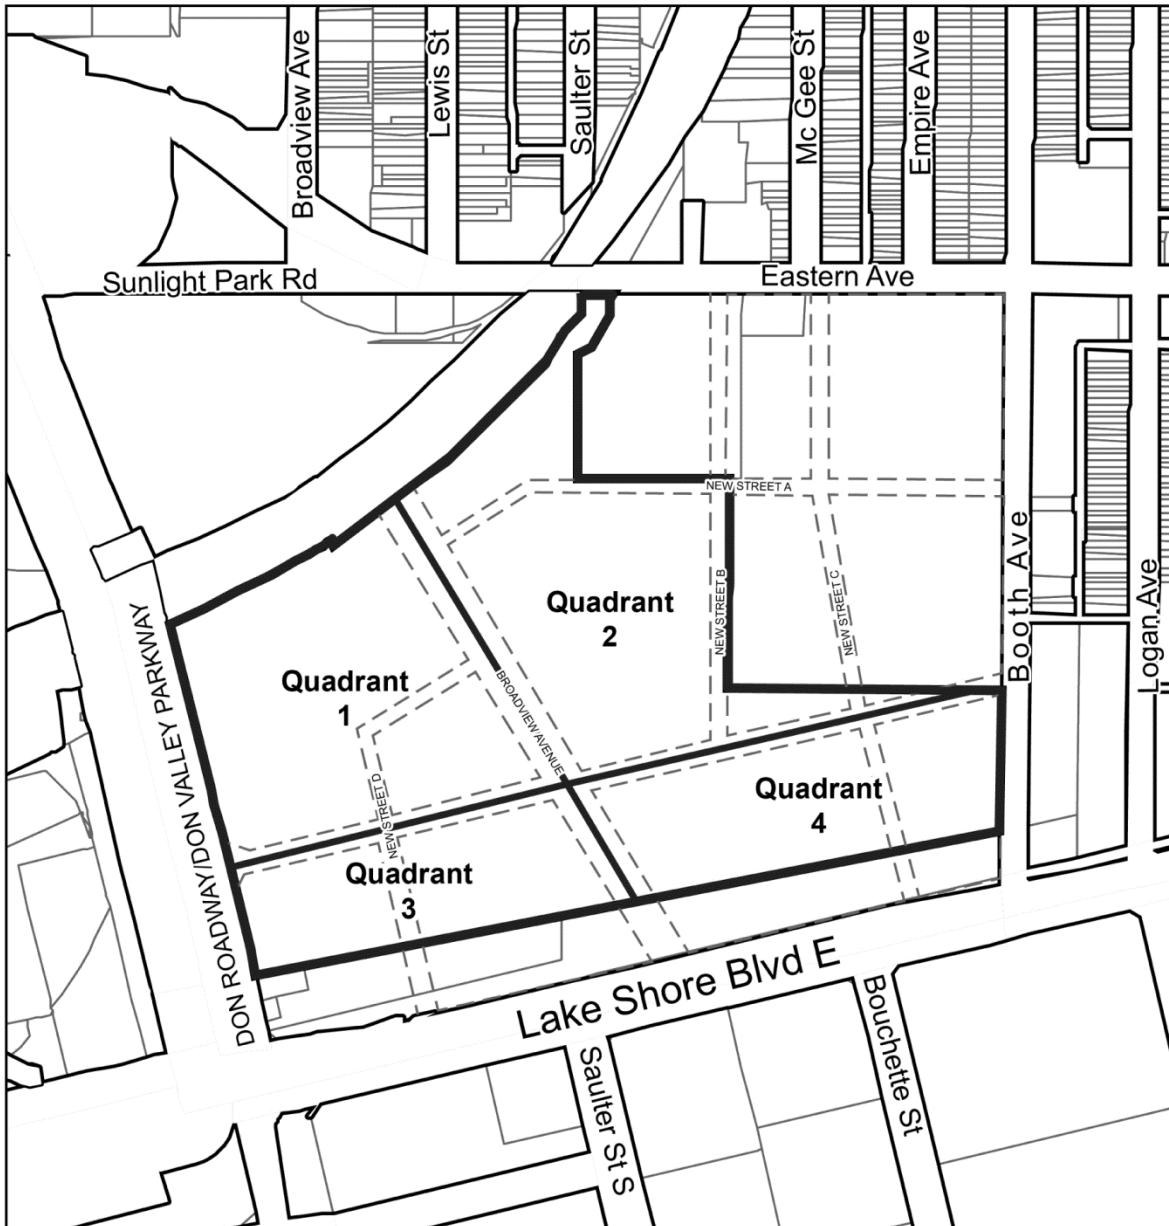 Broadview Ave
Lewis St
Saulter St
Mc Gee St
Empire Ave
Sunlight Park Rd
Eastern Ave
NEW STREET A
Booth Ave
Logan Ave
Quadrant
2
NEW STREET B
NEW STREET C
DON ROADWAY/DON VALLEY PARKWAY
Quadrant
1
BROADVIEW AVENUE
NEW STREET D
Quadrant
4
Quadrant
3
Lake Shore Blvd E
Bouchette St
Saulter St S